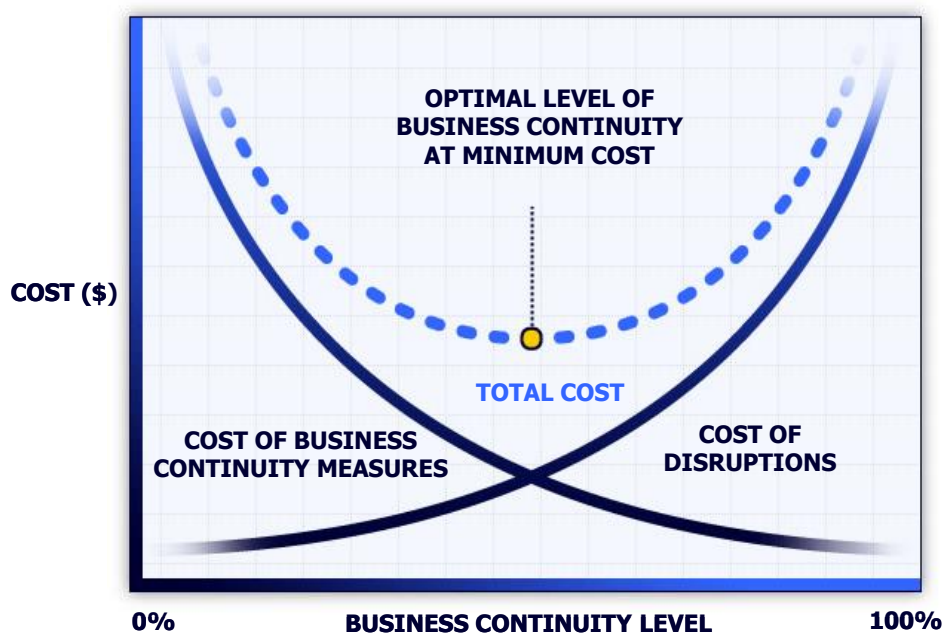 OPTIMAL LEVEL OF
BUSINESS CONTINUITY
AT MINIMUM COST
COST ($)
TOTAL COST
COST OF BUSINESS
CONTINUITY MEASURES
COST OF
DISRUPTIONS
0%
BUSINESS CONTINUITY LEVEL
100%